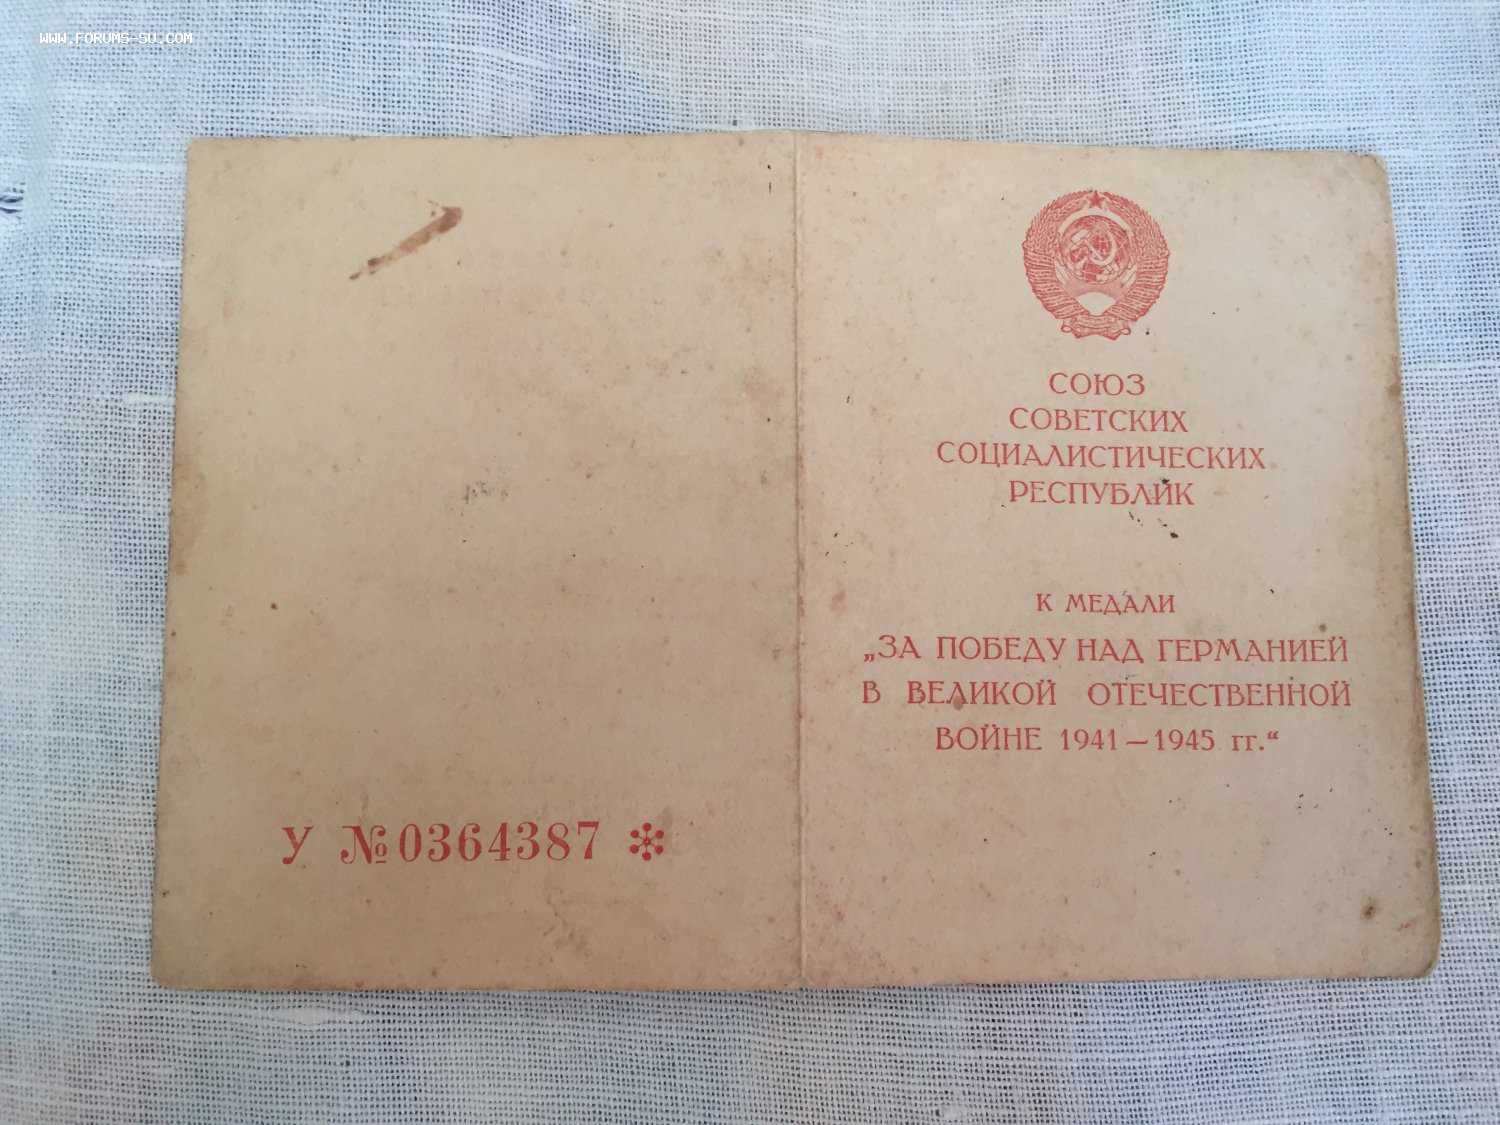 WWW.FORUMS-SU.COM
СОЮЗ
СОВЕТСКИХ
СОЦИАЛИСТИЧЕСКИХ
РЕСПУБЛИК
К МЕДАЛИ
„ЗА ПОБЕДУ НАД ГЕРМАНИЕЙ
В ВЕЛИКОЙ ОТЕЧЕСТВЕННОЙ
ВОЙНЕ 1941—1945 гг.“
У №0364387